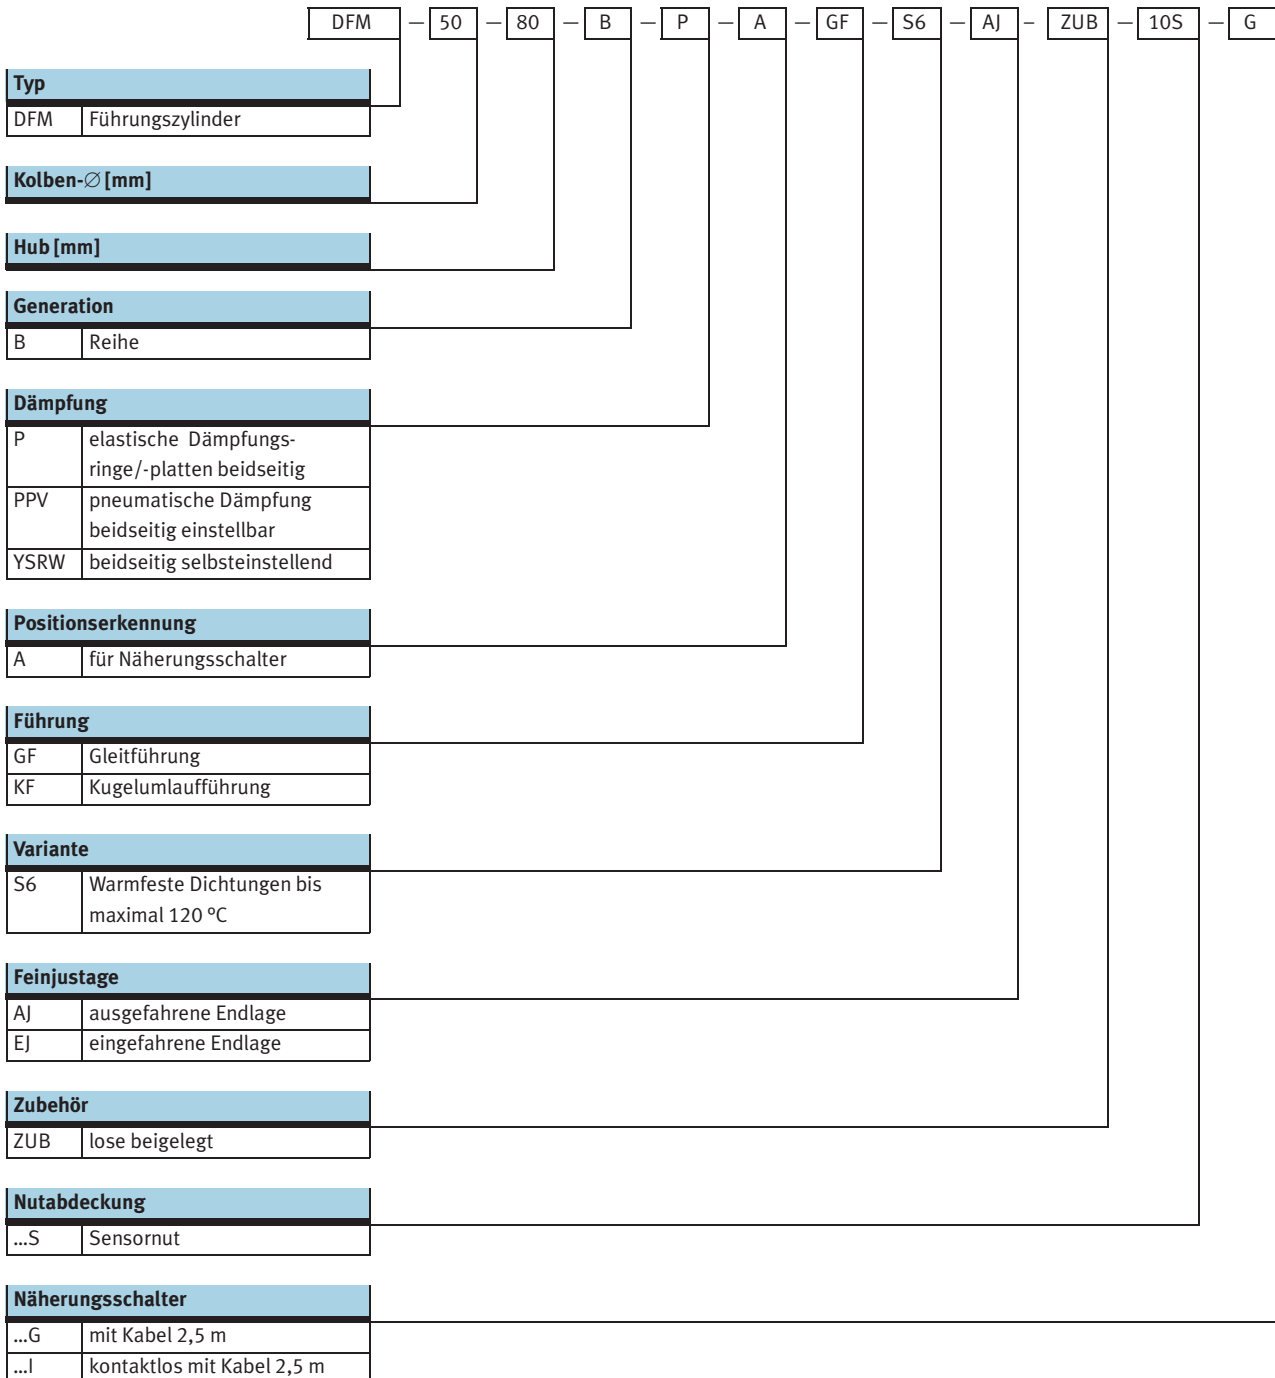 DFM — 50 — 80 — B — P — A — GF — S6 — AJ – ZUB — 10S — G
Typ
DFM Führungszylinder
Kolben-∅ [mm]
Hub [mm]
Generation
B Reihe
Dämpfung
P elastische Dämpfungs-
ringe/-platten beidseitig
PPV pneumatische Dämpfung
beidseitig einstellbar
YSRW beidseitig selbsteinstellend
Positionserkennung
A für Näherungsschalter
Führung
GF Gleitführung
KF Kugelumlaufführung
Variante
S6 Warmfeste Dichtungen bis
maximal 120 °C
Feinjustage
AJ ausgefahrene Endlage
EJ eingefahrene Endlage
Zubehör
ZUB lose beigelegt
Nutabdeckung
...S Sensornut
Näherungsschalter
...G mit Kabel 2,5 m
...I kontaktlos mit Kabel 2,5 m